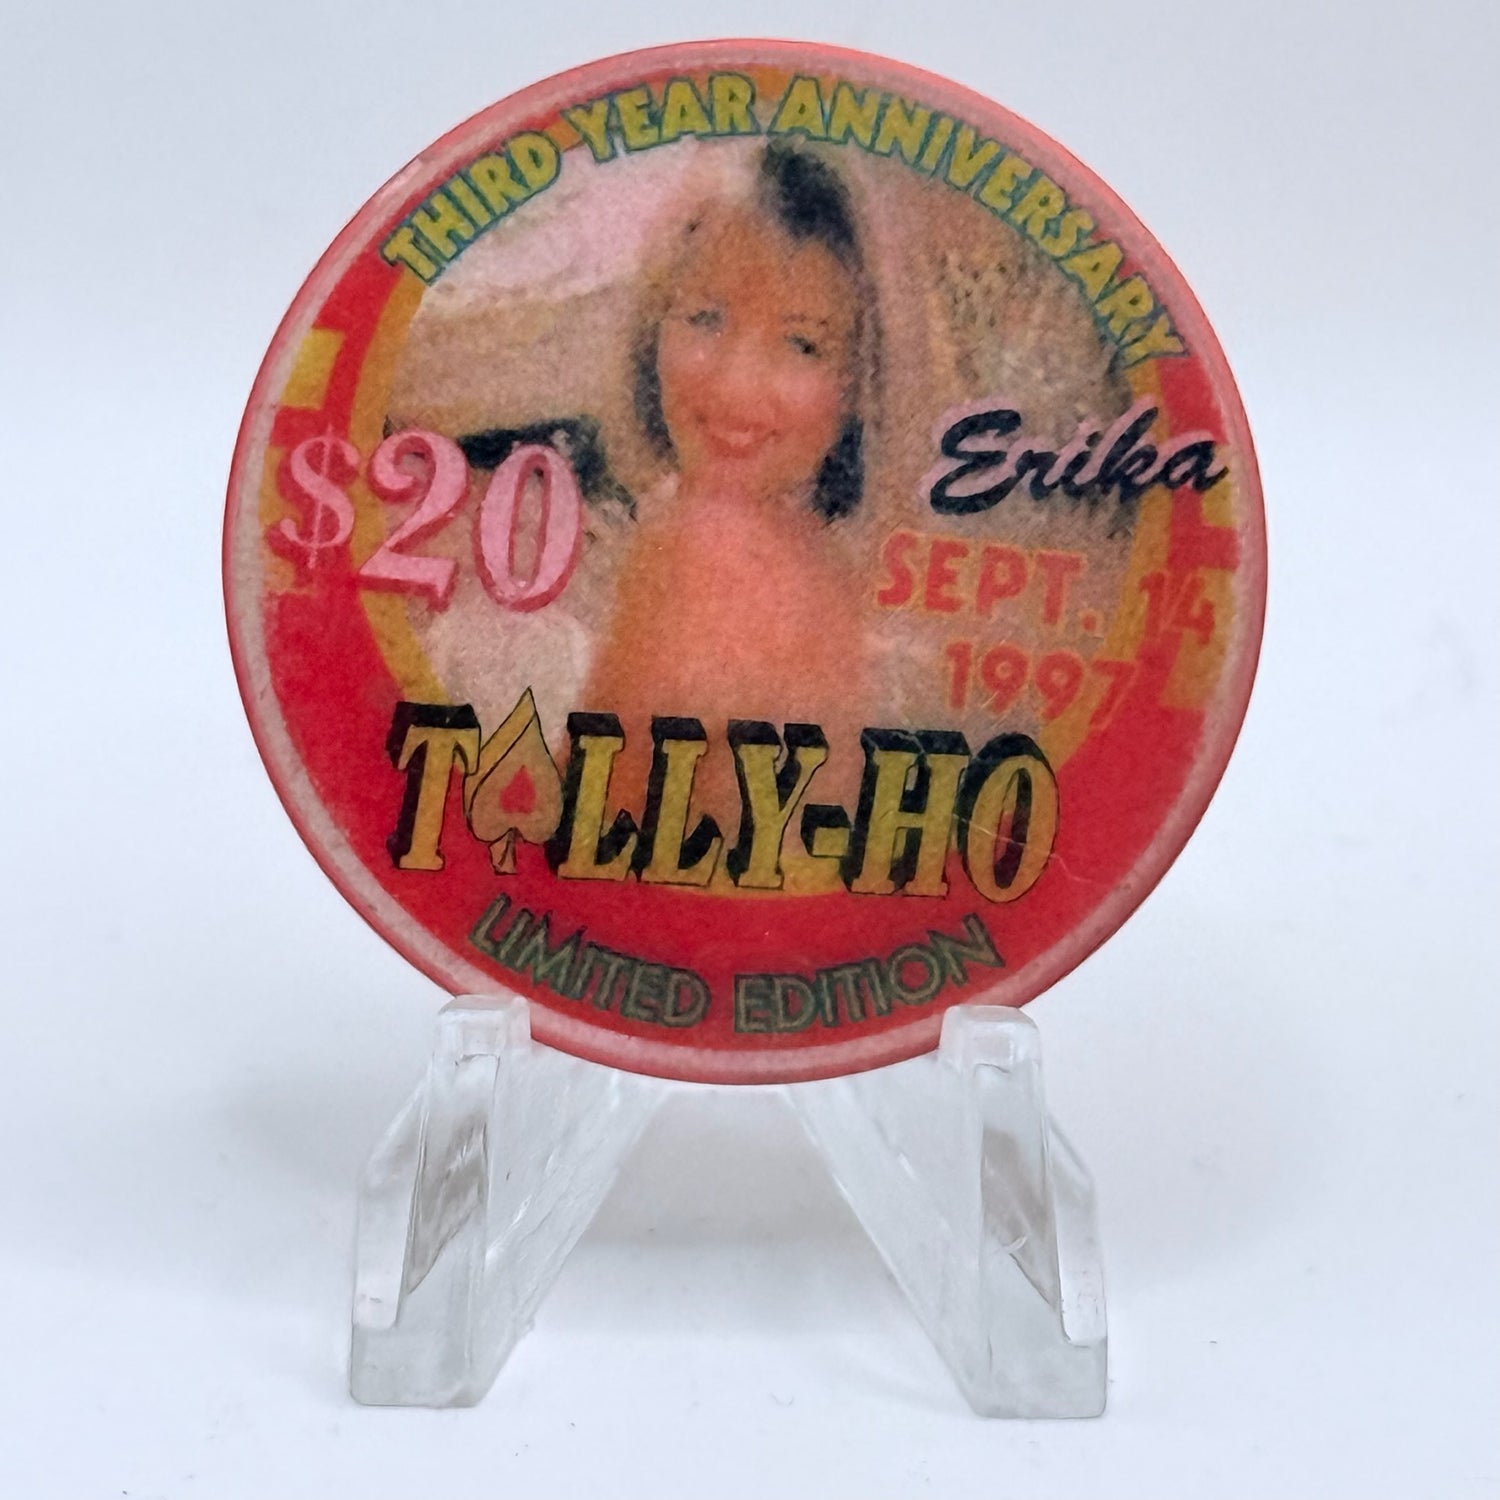 THIRD YEAR ANNIVERSARY
$20
Erika
SEPT. 14
1997
TALLY-HO
LIMITED EDITION